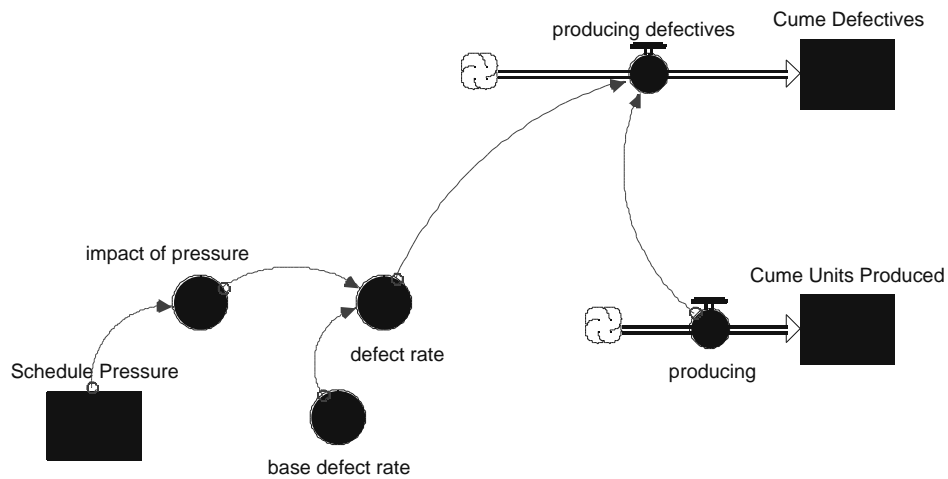 Cume Defectives
producing defectives
impact of pressure
Cume Units Produced
defect rate
Schedule Pressure
producing
base defect rate